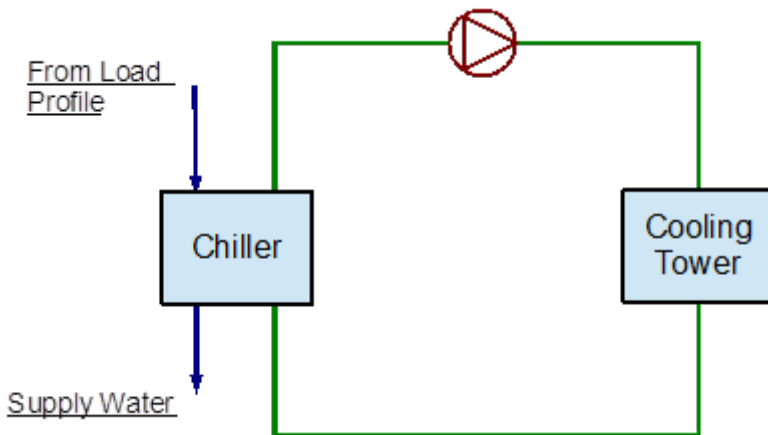 From Load
Profile
Chiller
Cooling
Tower
Supply Water